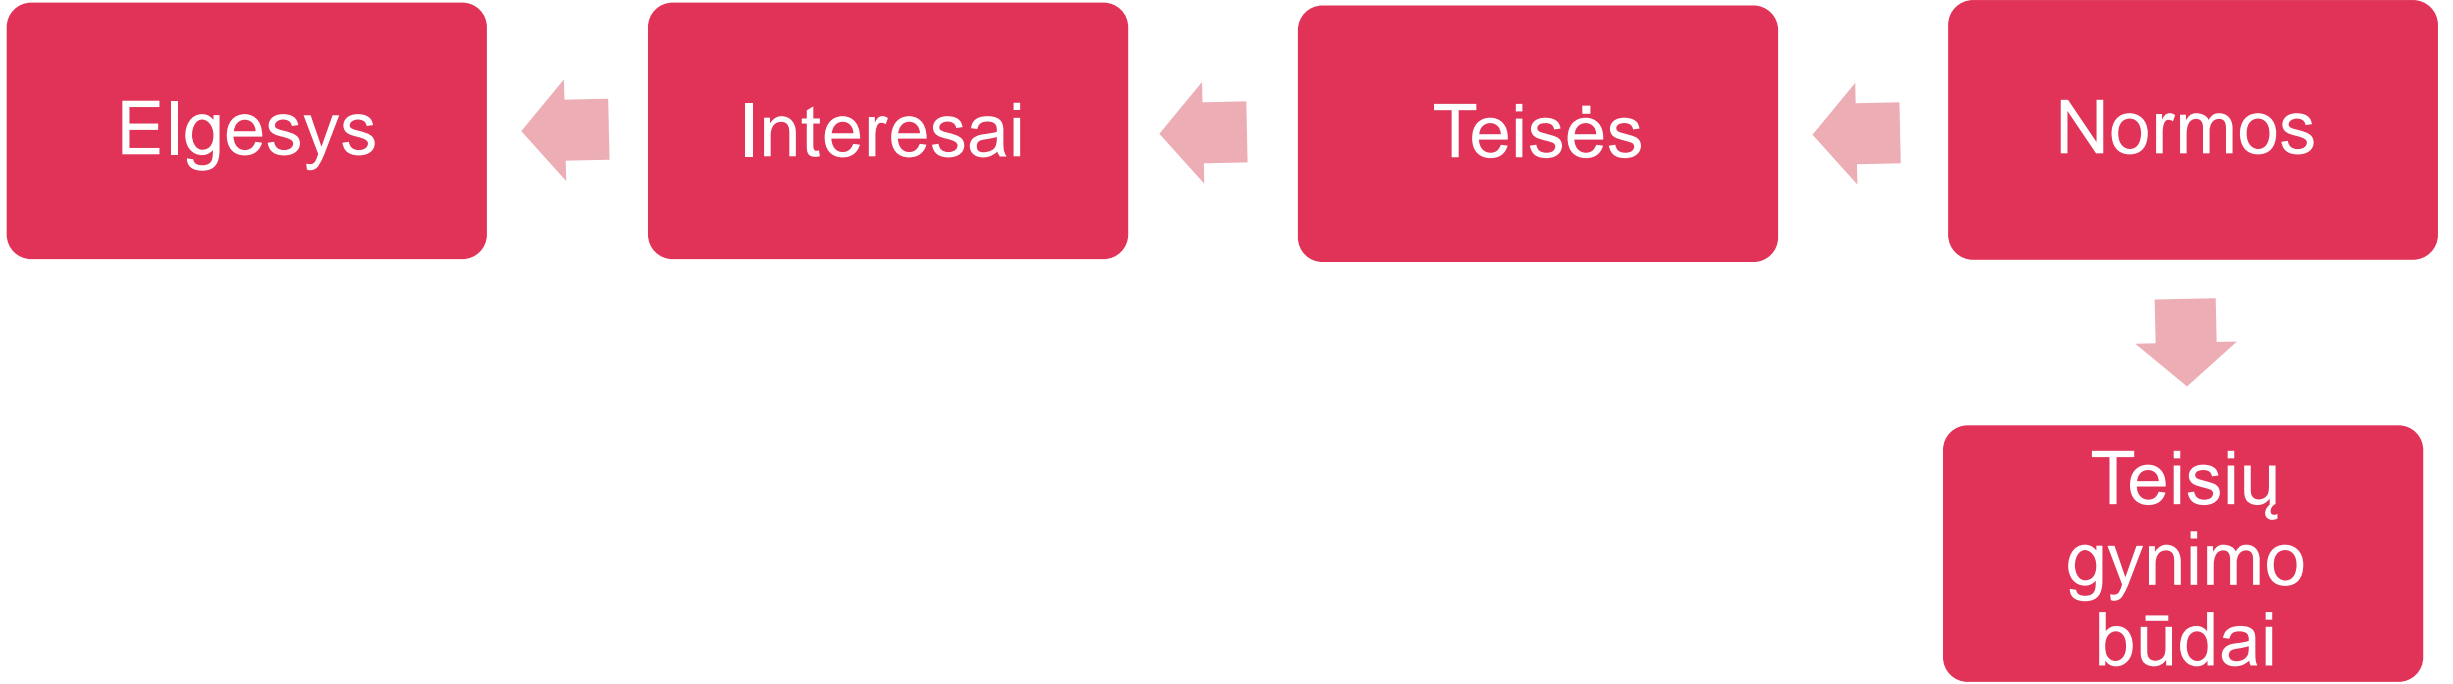 Elgesys
Interesai
Teisės
Normos
Teisių
gynimo
būdai